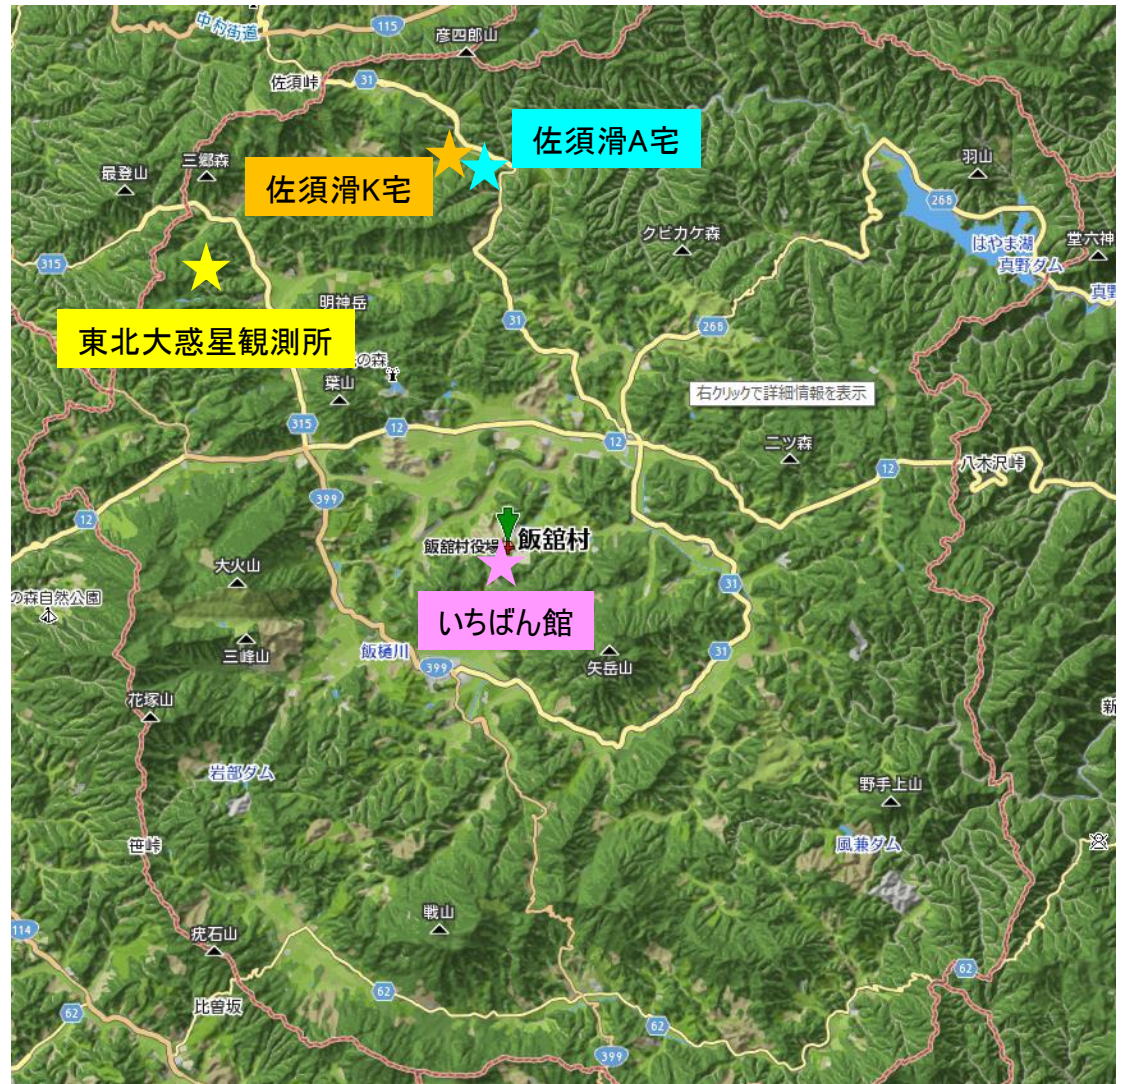 115
中村街道
彦四郎山
佐須峠
31
佐須滑A宅
三郷森
最登山
佐須滑K宅
羽山
268
クビカケ森
堂六神
はやま湖
真野ダム
315
真野
明神岳
31
268
東北大惑星観測所
の森
葉山
右クリックで詳細情報を表示
315
12
12
二ツ森
12
八木沢峠
399
12
飯舘村役場
飯舘村
大火山
31
の森自然公園
いちばん館
三峰山
飯樋川
399
矢岳山
31
花塚山
新
岩部ダム
野手上山
笹峠
風兼ダム
戦山
114
疣石山
62
62
比曽坂
62
62
399